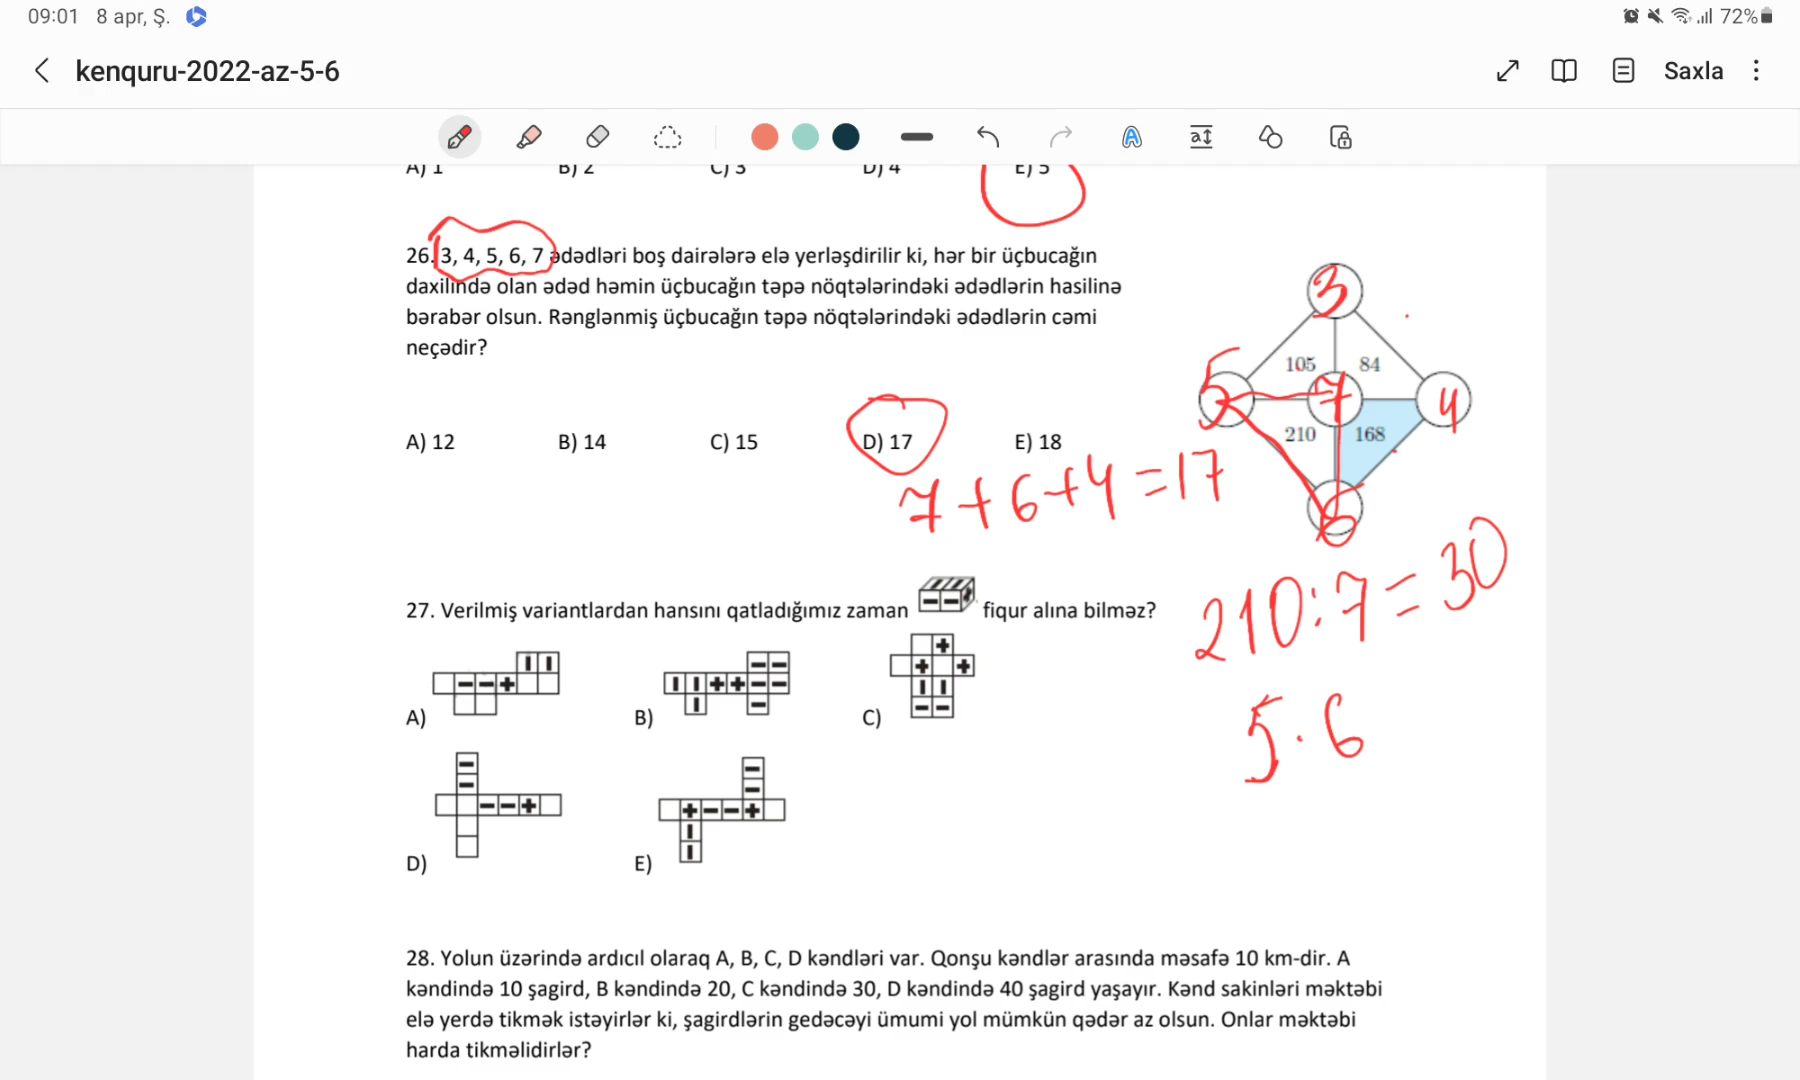 09:01 8 apr, Ş. 72%
kenquru-2022-az-5-6 Saxla
A) 1 B) 2 C) 3 D) 4 E) 5
26. 3, 4, 5, 6, 7 ədədləri boş dairələrə elə yerləşdirilir ki, hər bir üçbucağın
daxilində olan ədəd həmin üçbucağın təpə nöqtələrindəki ədədlərin hasilinə
bərabər olsun. Rənglənmiş üçbucağın təpə nöqtələrindəki ədədlərin cəmi
neçədir?
3
105 84
5 7 4
210 168
6
A) 12 B) 14 C) 15 D) 17 E) 18
7 + 6 + 4 = 17
210 : 7 = 30
5 . 6
27. Verilmiş variantlardan hansını qatladığımız zaman fiqur alına bilməz?
A) B) C)
D) E)
28. Yolun üzərində ardıcıl olaraq A, B, C, D kəndləri var. Qonşu kəndlər arasında məsafə 10 km-dir. A
kəndində 10 şagird, B kəndində 20, C kəndində 30, D kəndində 40 şagird yaşayır. Kənd sakinləri məktəbi
elə yerdə tikmək istəyirlər ki, şagirdlərin gedəcəyi ümumi yol mümkün qədər az olsun. Onlar məktəbi
harda tikməlidirlər?